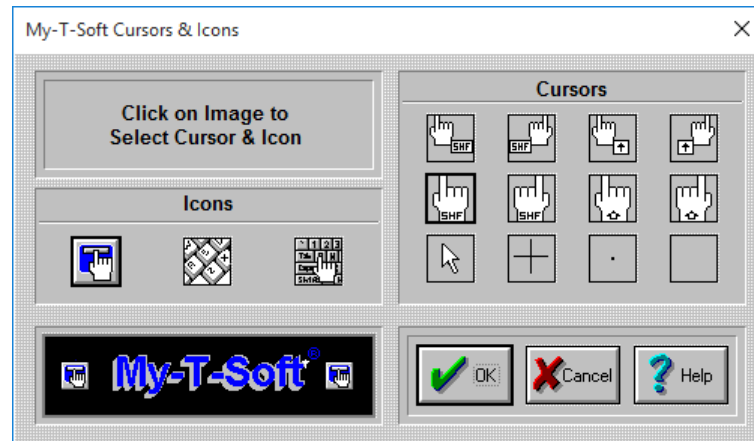 My-T-Soft Cursors & Icons
Click on Image to
Select Cursor & Icon
Icons
Cursors
SHF
SHF
SHF
SHF
My-T-Soft©
OK
Cancel
Help